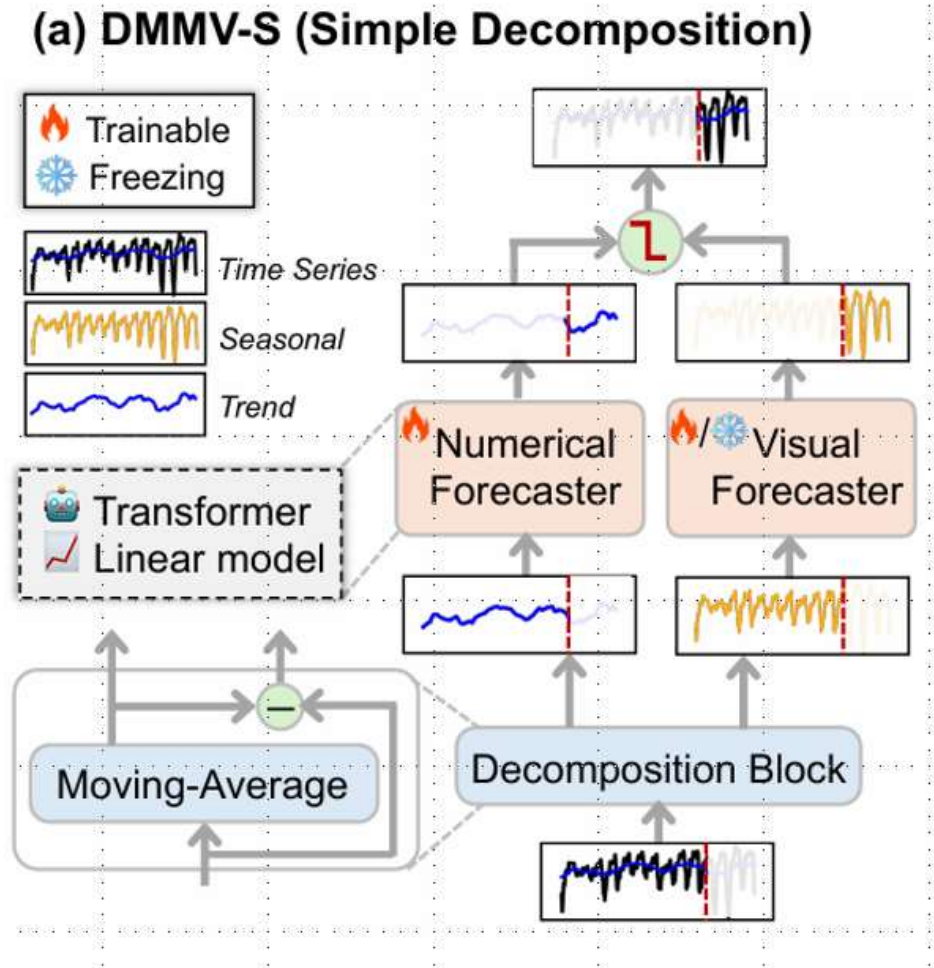 (a) DMMV-S (Simple Decomposition)
Trainable
Freezing
Time Series
Seasonal
Trend
Transformer
Linear model
Numerical
Forecaster
/ Visual
Forecaster
Moving-Average
Decomposition Block